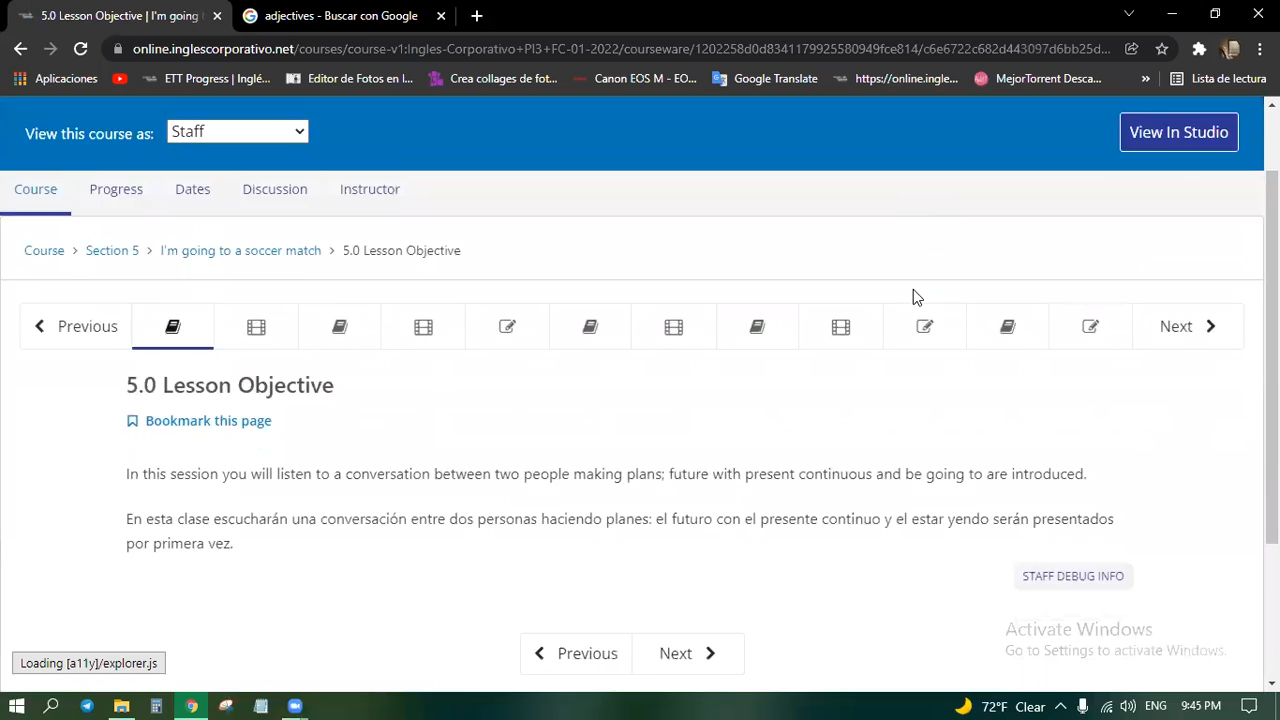 5.0 Lesson Objective | I'm going t
adjectives - Buscar con Google
online.inglescorporativo.net/courses/course-v1:Ingles-Corporativo+PI3+FC-01-2022/courseware/1202258d0d8341179925580949fce814/c6e6722c682d443097d6bb25d...
Aplicaciones
ETT Progress | Inglé...
Editor de Fotos en l...
Crea collages de fot...
Canon EOS M - EO...
Google Translate
https://online.ingle...
MejorTorrent Desca...
»
Lista de lectura
View this course as:
Staff
View In Studio
Course
Progress
Dates
Discussion
Instructor
Course > Section 5 > I'm going to a soccer match > 5.0 Lesson Objective
Previous
Next
5.0 Lesson Objective
Bookmark this page
In this session you will listen to a conversation between two people making plans; future with present continuous and be going to are introduced.
En esta clase escucharán una conversación entre dos personas haciendo planes: el futuro con el presente continuo y el estar yendo serán presentados
por primera vez.
STAFF DEBUG INFO
Activate Windows
Go to Settings to activate Windows.
Previous
Next
Loading [a11y]/explorer.js
72°F Clear
ENG
9:45 PM